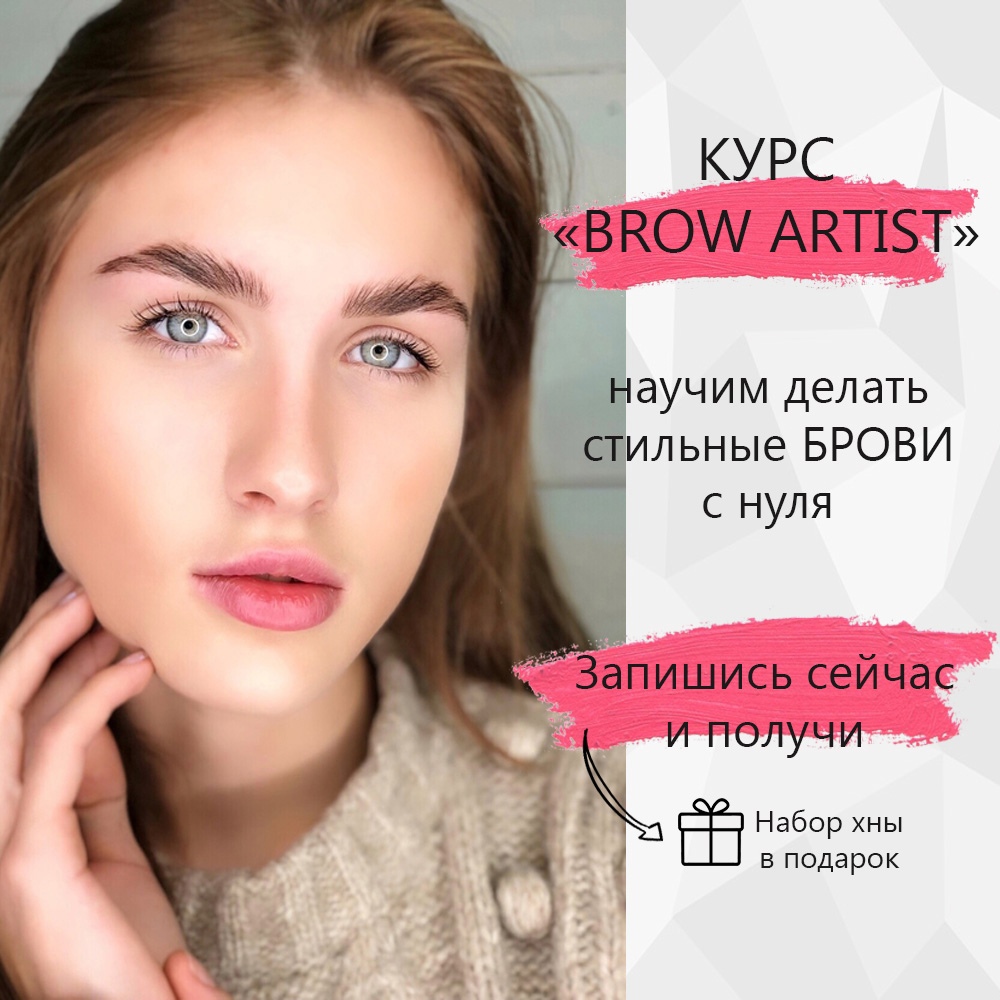 КУРС
«BROW ARTIST»
научим делать
стильные БРОВИ
с нуля
Запишись сейчас
и получи
Набор хны
в подарок